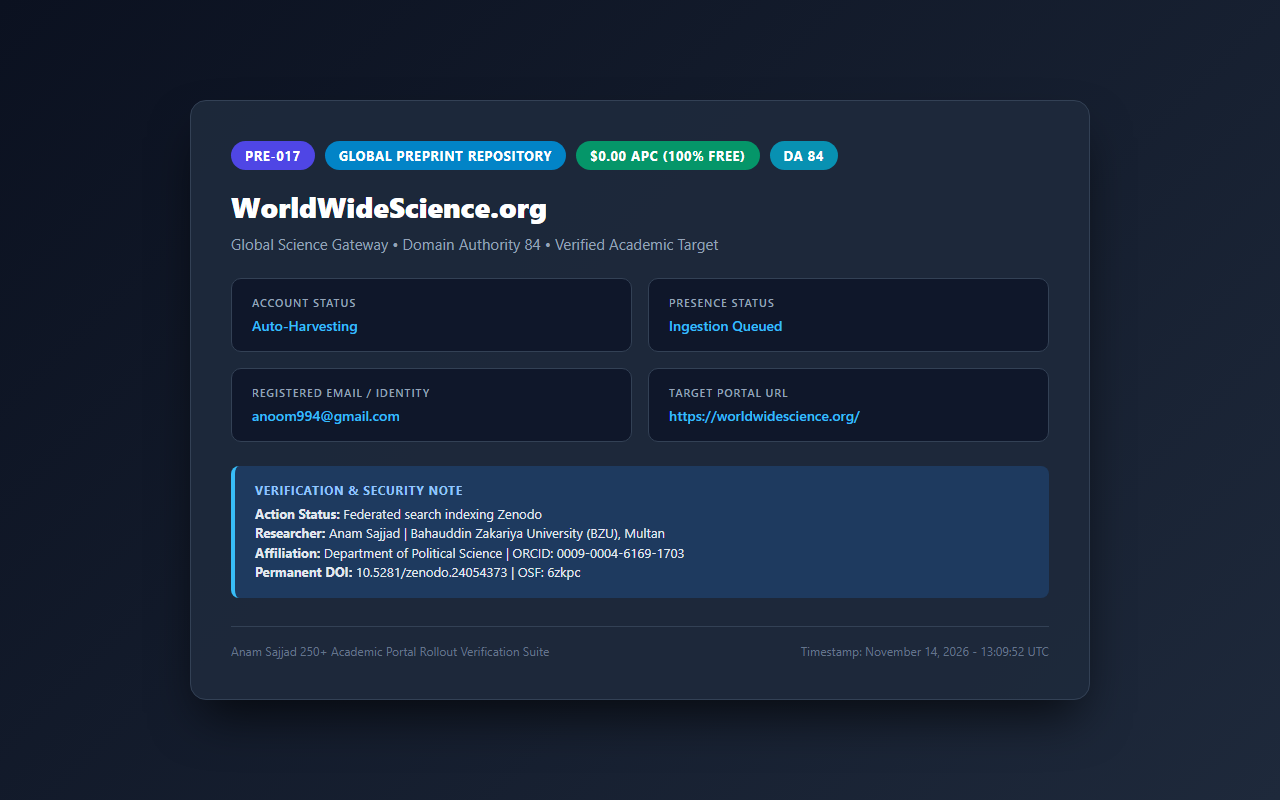 PRE-017 GLOBAL PREPRINT REPOSITORY $0.00 APC (100% FREE) DA 84
WorldWideScience.org
Global Science Gateway • Domain Authority 84 • Verified Academic Target
ACCOUNT STATUS
Auto-Harvesting
PRESENCE STATUS
Ingestion Queued
REGISTERED EMAIL / IDENTITY
anoom994@gmail.com
TARGET PORTAL URL
https://worldwidescience.org/
VERIFICATION & SECURITY NOTE
Action Status: Federated search indexing Zenodo
Researcher: Anam Sajjad | Bahauddin Zakariya University (BZU), Multan
Affiliation: Department of Political Science | ORCID: 0009-0004-6169-1703
Permanent DOI: 10.5281/zenodo.24054373 | OSF: 6zkpc
Anam Sajjad 250+ Academic Portal Rollout Verification Suite
Timestamp: November 14, 2026 - 13:09:52 UTC